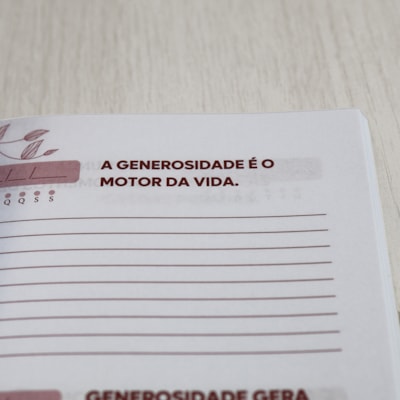 A GENEROSIDADE É O
MOTOR DA VIDA.
Q Q S S
GENEROSIDADE GERA